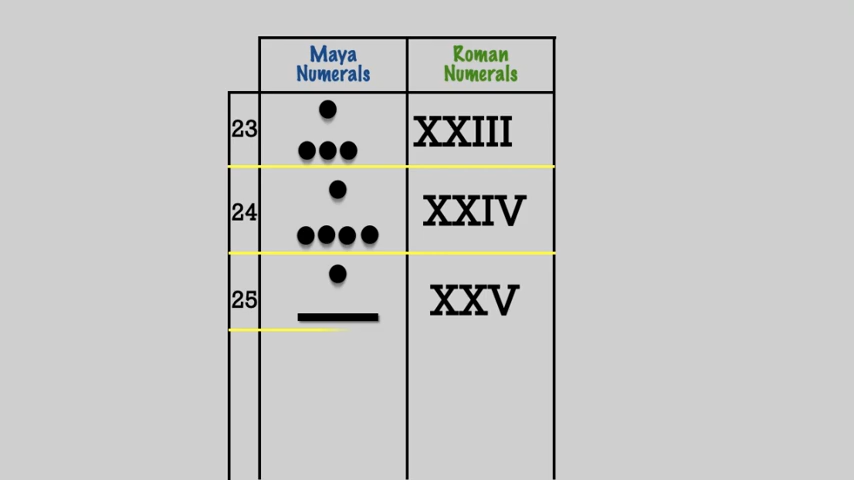 Maya
Numerals
Roman
Numerals
23 XXIII
24 XXIV
25 XXV